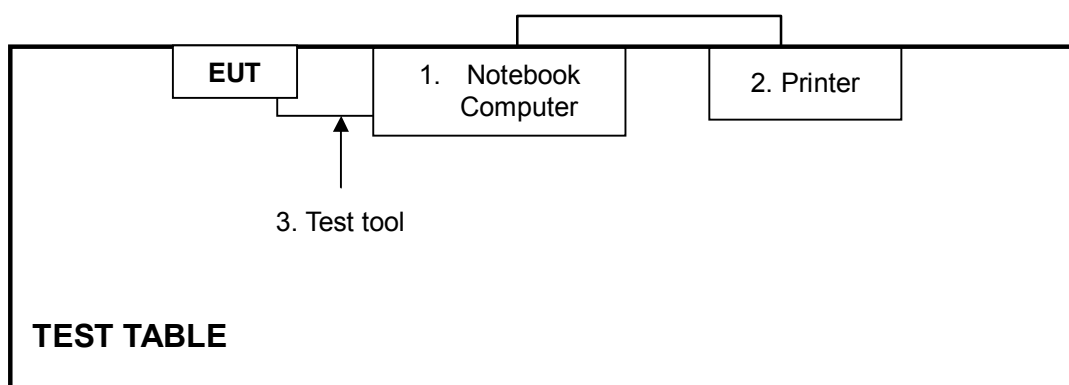 EUT
1. Notebook
Computer
2. Printer
3. Test tool
TEST TABLE